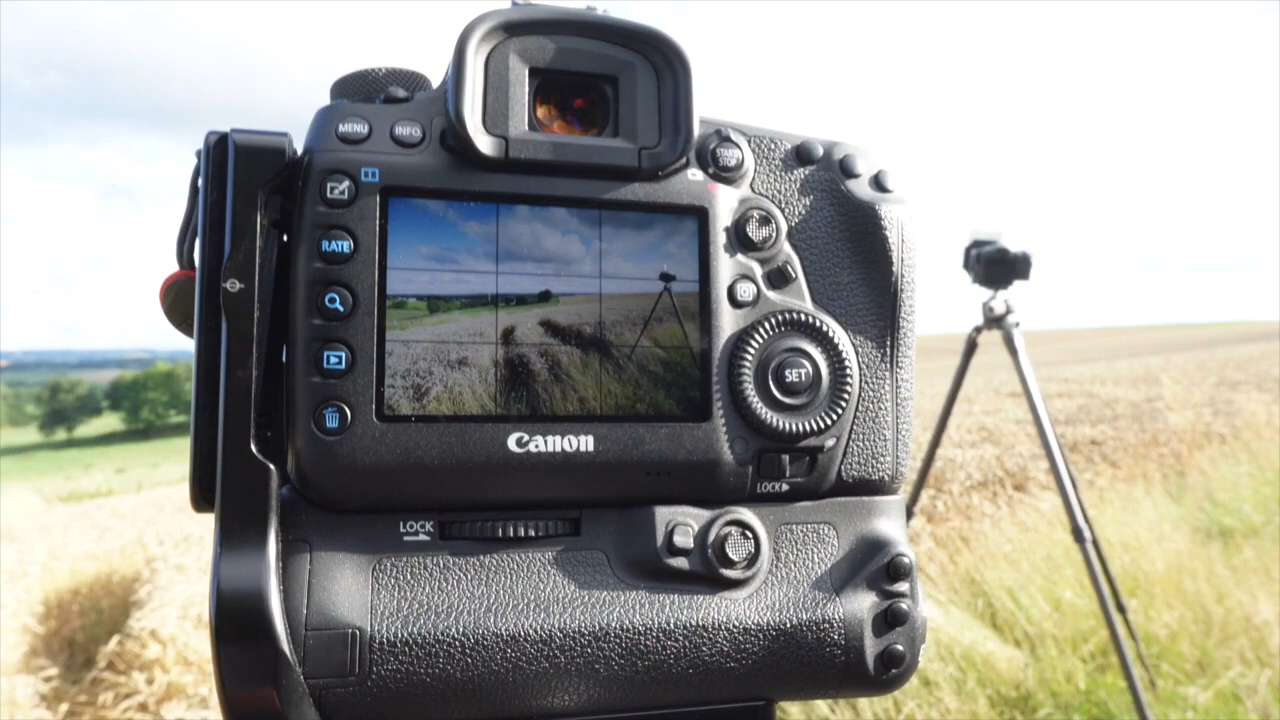 MENU
INFO
START/
STOP
RATE
SET
Canon
LOCK▶
LOCK